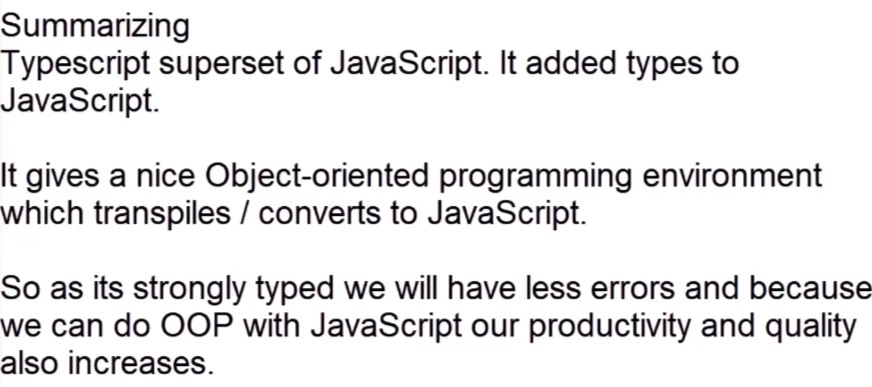 Summarizing
Typescript superset of JavaScript. It added types to
JavaScript.
It gives a nice Object-oriented programming environment
which transpiles / converts to JavaScript.
So as its strongly typed we will have less errors and because
we can do OOP with JavaScript our productivity and quality
also increases.